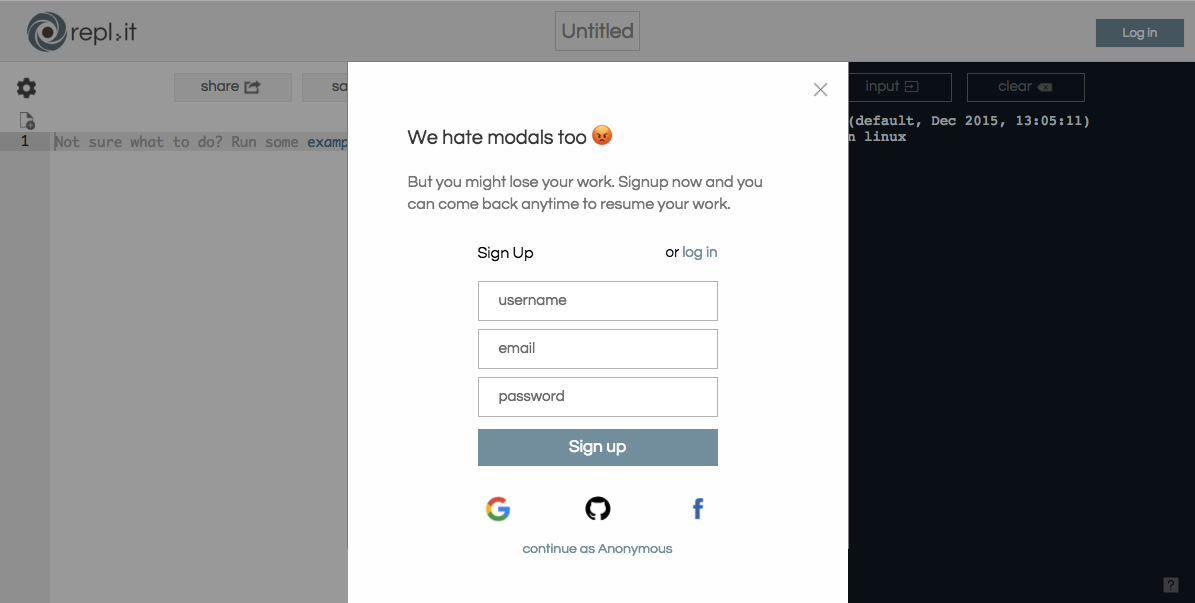 repl.it
Untitled
Log in
share
sa
input
clear
1
Not sure what to do? Run some examp
(default, Dec 2015, 13:05:11)
n linux
We hate modals too 😡
But you might lose your work. Signup now and you
can come back anytime to resume your work.
Sign Up
or log in
username
email
password
Sign up
continue as Anonymous
?